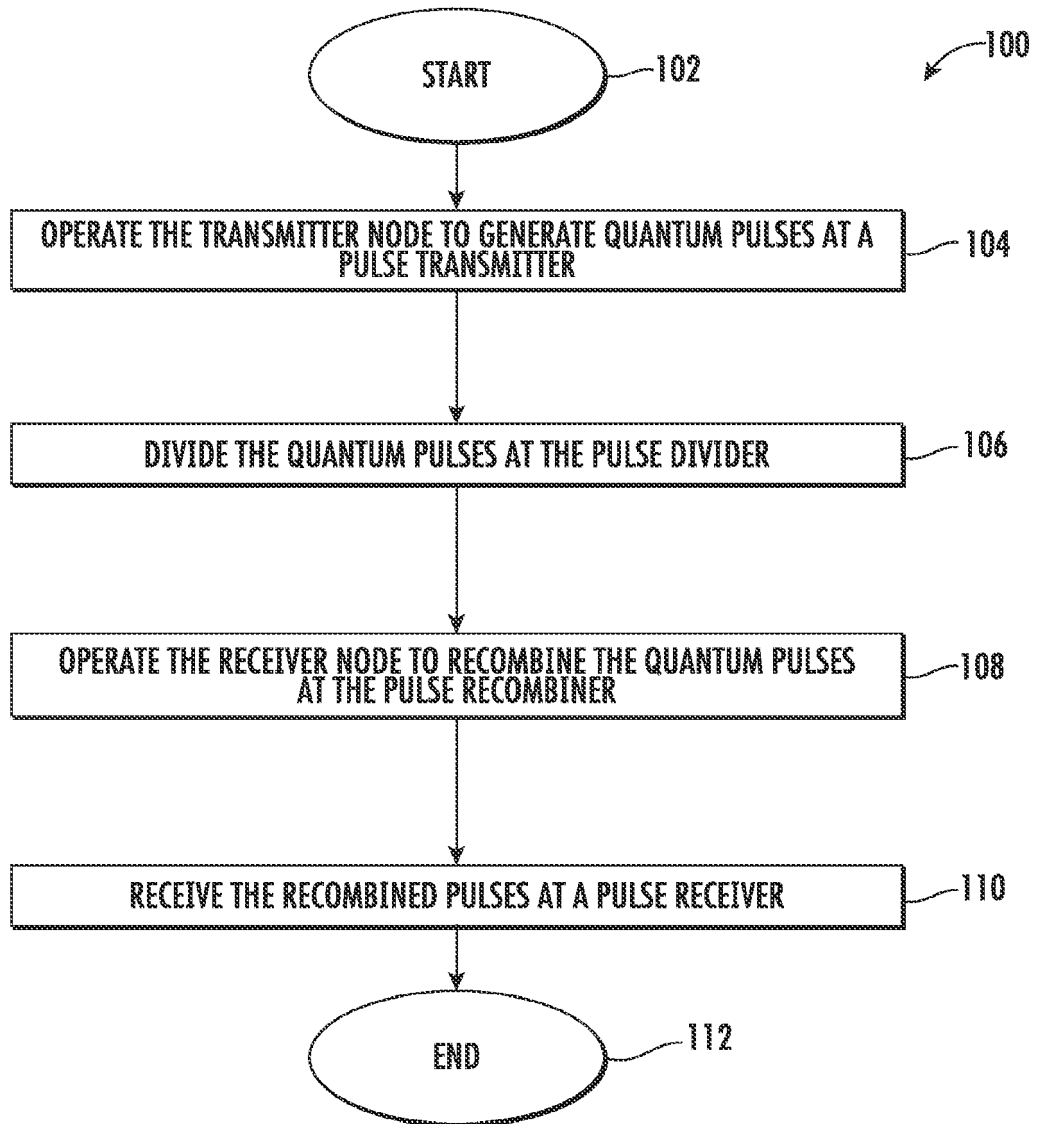 START
102
100
OPERATE THE TRANSMITTER NODE TO GENERATE QUANTUM PULSES AT A
PULSE TRANSMITTER
104
DIVIDE THE QUANTUM PULSES AT THE PULSE DIVIDER
106
OPERATE THE RECEIVER NODE TO RECOMBINE THE QUANTUM PULSES
AT THE PULSE RECOMBINER
108
RECEIVE THE RECOMBINED PULSES AT A PULSE RECEIVER
110
END
112